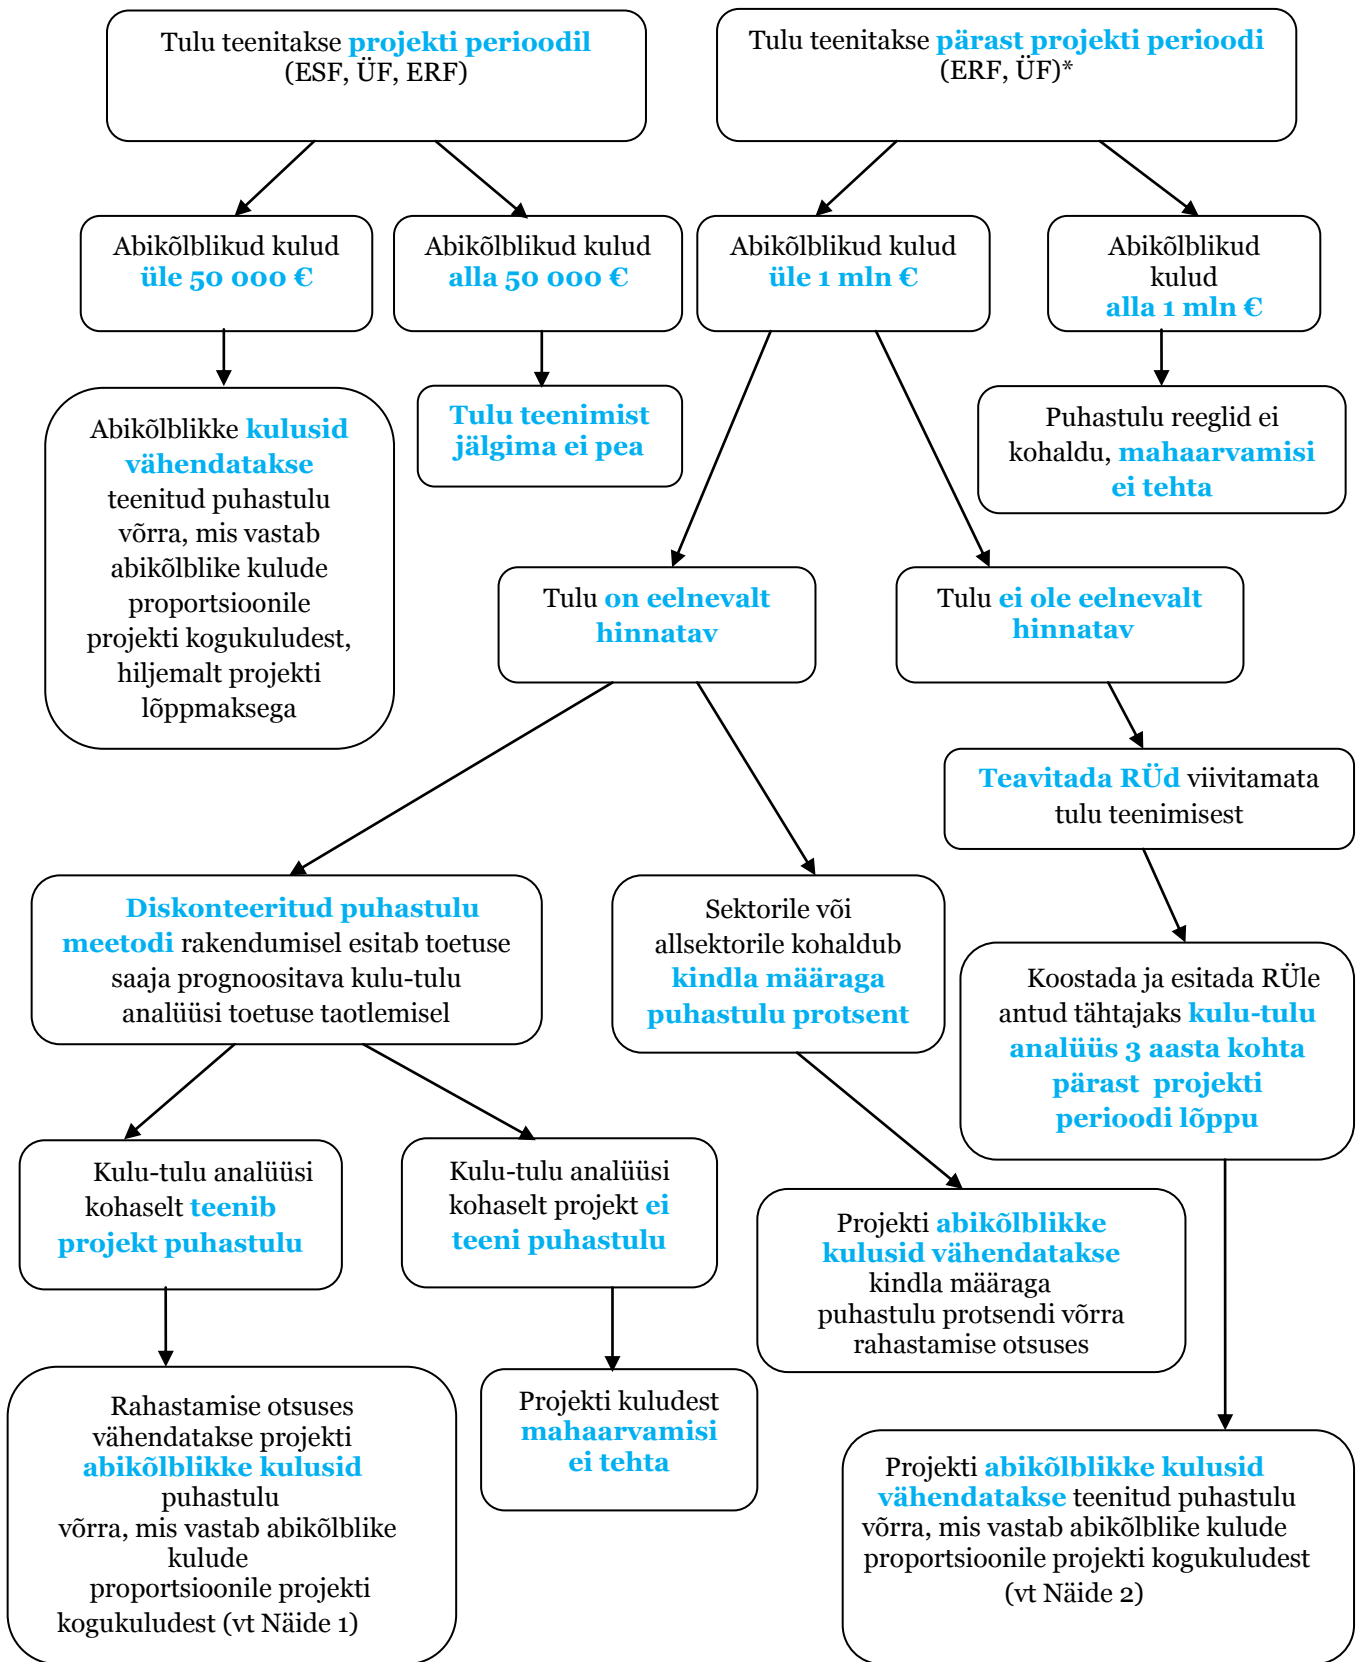 Tulu teenitakse projekti perioodil
(ESF, ÜF, ERF)
Tulu teenitakse pärast projekti perioodi
(ERF, ÜF)*
Abikõlblikud kulud
üle 50 000 €
Abikõlblikud kulud
alla 50 000 €
Abikõlblikud kulud
üle 1 mln €
Abikõlblikud
kulud
alla 1 mln €
Abikõlblikke kulusid
vähendatakse
teenitud puhastulu
võrra, mis vastab
abikõlblike kulude
proportsioonile
projekti kogukuludest,
hiljemalt projekti
lõppmaksega
Tulu teenimist
jälgima ei pea
Puhastulu reeglid ei
kohaldu, mahaarvamisi
ei tehta
Tulu on eelnevalt
hinnatav
Tulu ei ole eelnevalt
hinnatav
Teavitada RÜd viivitamata
tulu teenimisest
Diskonteeritud puhastulu
meetodi rakendumisel esitab toetuse
saaja prognoositava kulu-tulu
analüüsi toetuse taotlemisel
Sektorile või
allsektorile kohaldub
kindla määraga
puhastulu protsent
Koostada ja esitada RÜle
antud tähtajaks kulu-tulu
analüüs 3 aasta kohta
pärast projekti
perioodi lõppu
Kulu-tulu analüüsi
kohaselt teenib
projekt puhastulu
Kulu-tulu analüüsi
kohaselt projekt ei
teeni puhastulu
Projekti abikõlblikke
kulusid vähendatakse
kindla määraga
puhastulu protsendi võrra
rahastamise otsuses
Rahastamise otsuses
vähendatakse projekti
abikõlblikke kulusid
puhastulu
võrra, mis vastab abikõlblike
kulude
proportsioonile projekti
kogukuludest (vt Näide 1)
Projekti kuludest
mahaarvamisi
ei tehta
Projekti abikõlblikke kulusid
vähendatakse teenitud puhastulu
võrra, mis vastab abikõlblike kulude
proportsioonile projekti kogukuludest
(vt Näide 2)